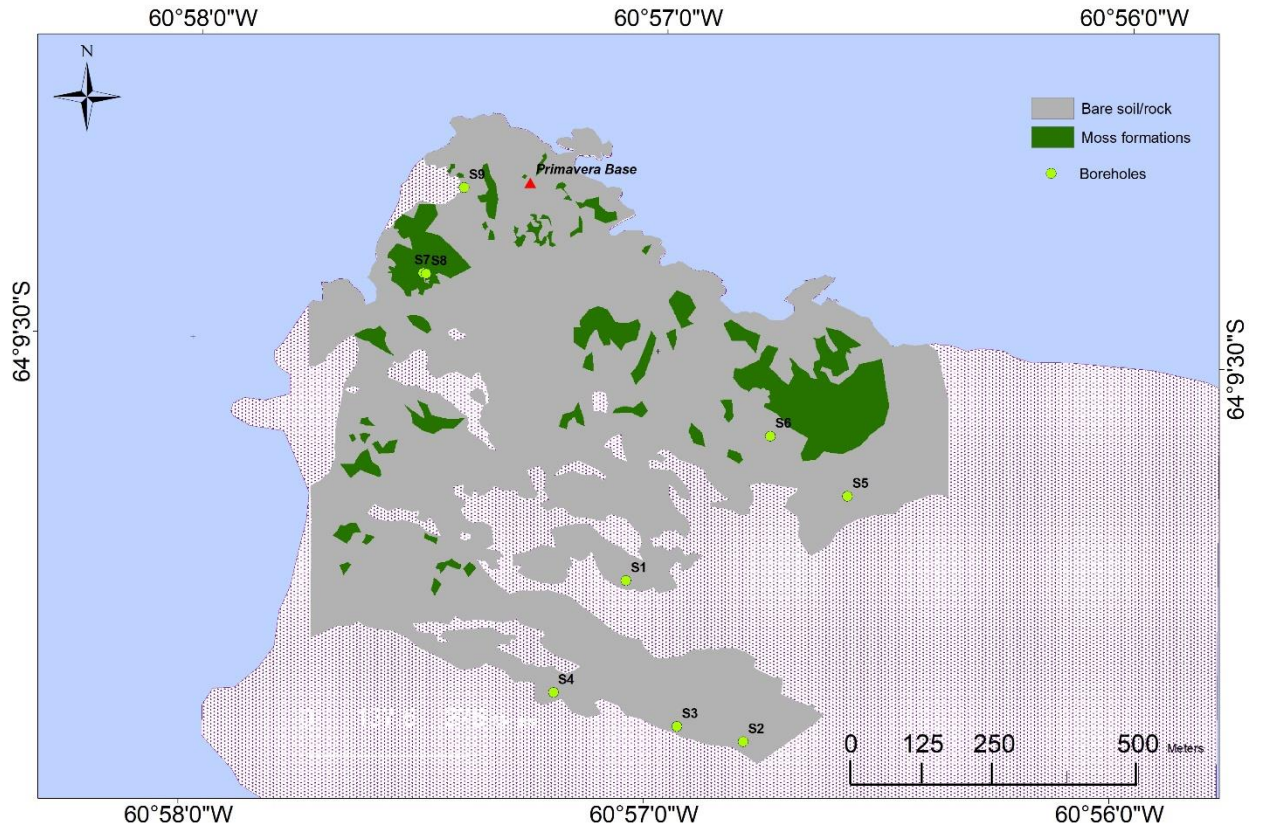 60°58'0"W 60°57'0"W 60°56'0"W
N
Bare soil/rock
Moss formations
Boreholes
S9
Primavera Base
S7 S8
64°9'30"S
64°9'30"S
S6
S5
S1
S4
S3
S2
0 125 250 500 Meters
60°58'0"W 60°57'0"W 60°56'0"W